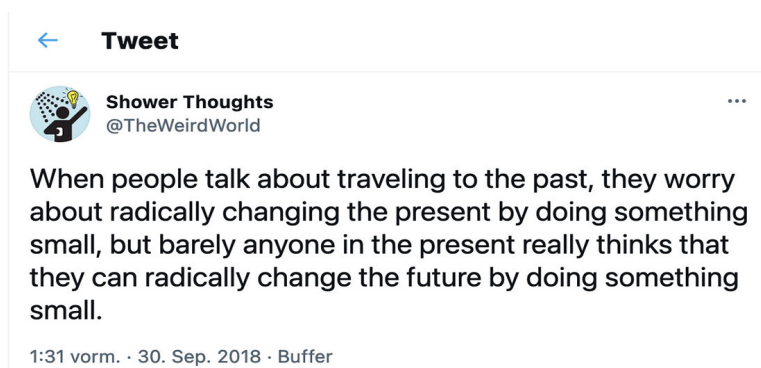 Tweet
Shower Thoughts
@TheWeirdWorld
When people talk about traveling to the past, they worry
about radically changing the present by doing something
small, but barely anyone in the present really thinks that
they can radically change the future by doing something
small.
1:31 vorm. · 30. Sep. 2018 · Buffer